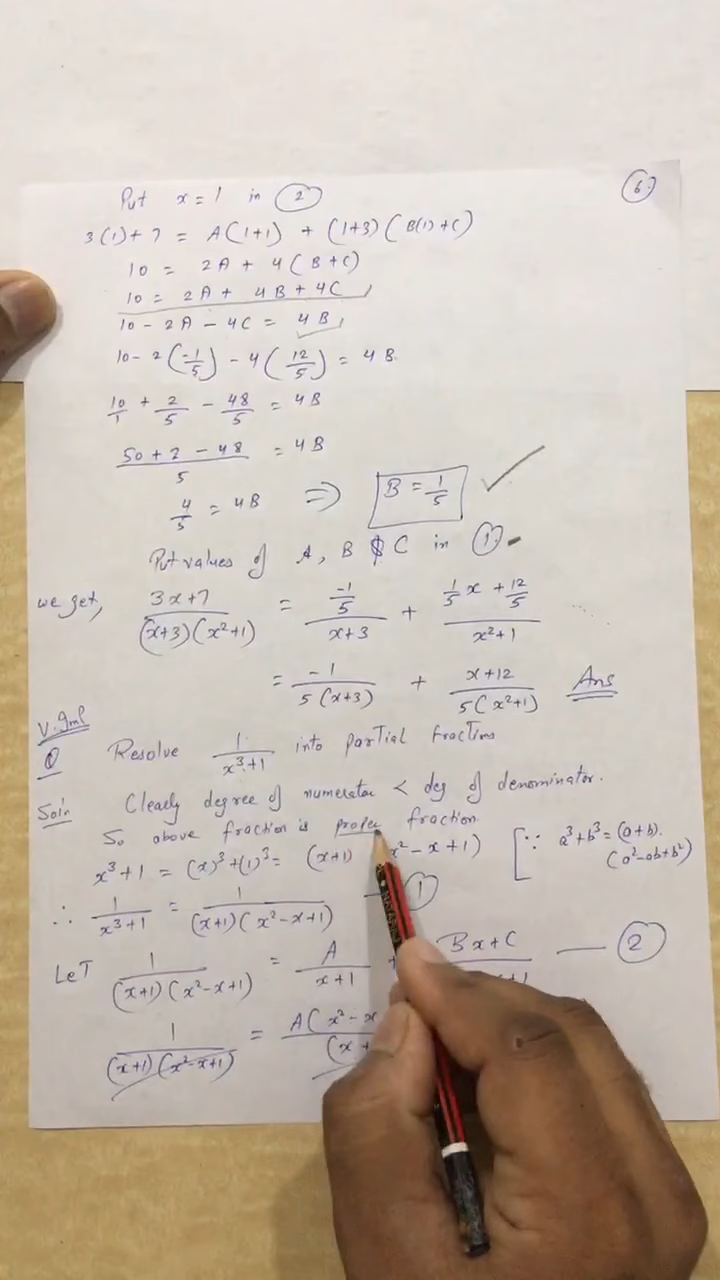 6.
Put x = 1 in 2
3(1)+7 = A(1+1) + (1+3)(B(1)+C)
10 = 2A + 4(B+C)
10 = 2A + 4B + 4C
10 - 2A - 4C = 4B
10 - 2(-1/5) - 4(12/5) = 4B.
10/1 + 2/5 - 48/5 = 4B
(50+2-48)/5 = 4B
4/5 = 4B ⇒ B = 1/5 ✓
Put values of A, B & C in 1.
we get, (3x+7)/((x+3)(x²+1)) = (-1/5)/(x+3) + (1/5 x + 12/5)/(x²+1)
= -1/(5(x+3)) + (x+12)/(5(x²+1)) Ans
V.Imp
Q Resolve 1/(x³+1) into partial fractions
Soln Clearly degree of numerator < deg of denominator.
So above fraction is proper fraction
x³+1 = (x)³+(1)³ = (x+1) x²-x+1) [∵ a³+b³ = (a+b).
(a²-ab+b²)
∴ 1/(x³+1) = 1/((x+1)(x²-x+1)) — 1
Let 1/((x+1)(x²-x+1)) = A/(x+1) + (Bx+C)/ — 2
1/((x+1)(x²-x+1)) = A(x²-x /(x+